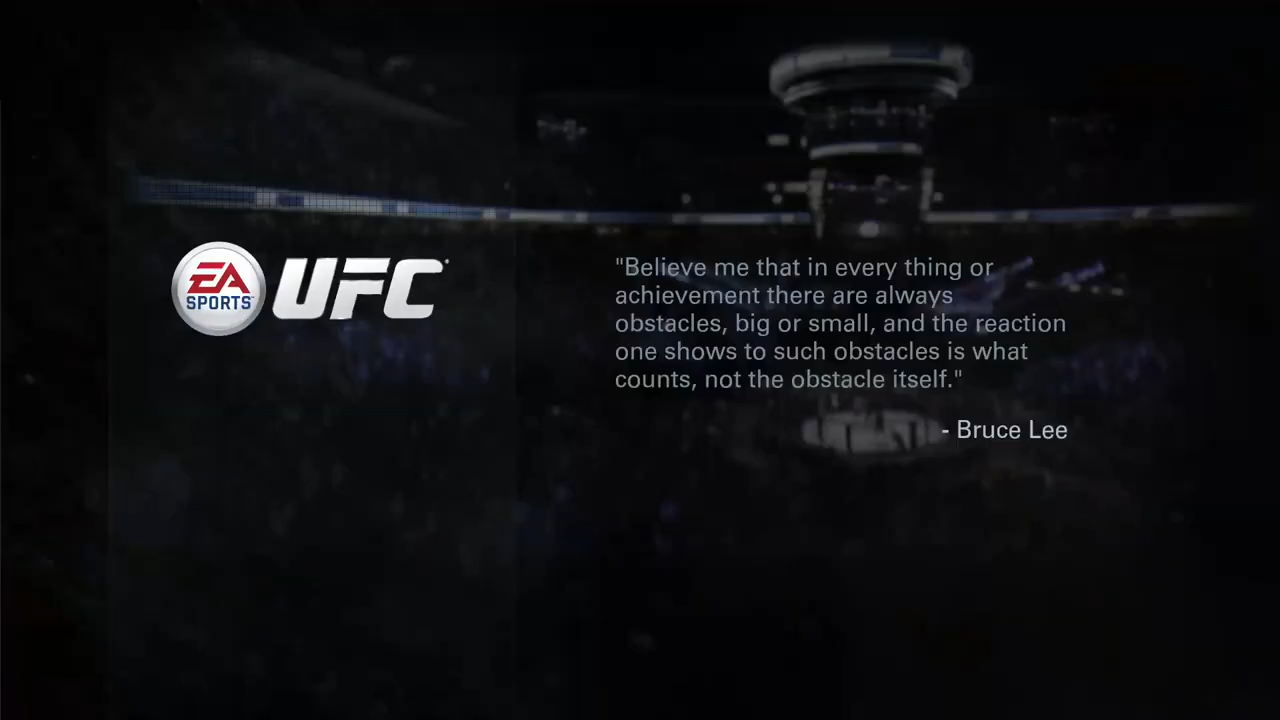 EA
SPORTS™
UFC
"Believe me that in every thing or
achievement there are always
obstacles, big or small, and the reaction
one shows to such obstacles is what
counts, not the obstacle itself."
- Bruce Lee